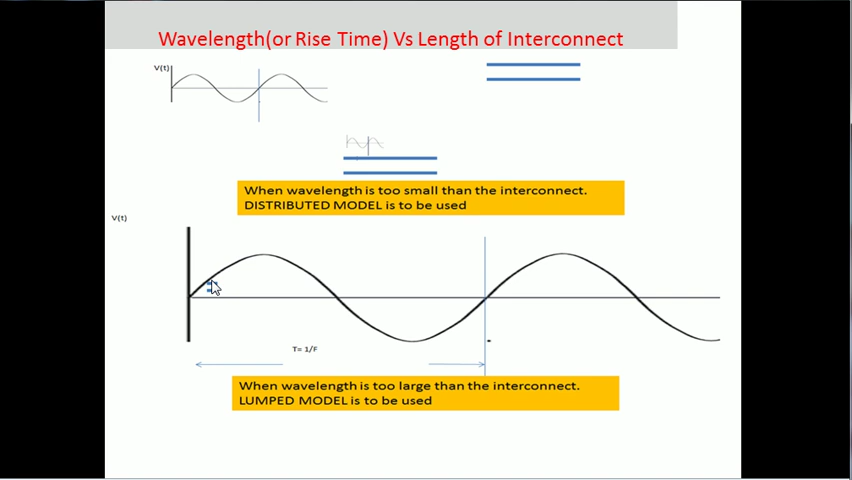 Wavelength(or Rise Time) Vs Length of Interconnect
V(t)
When wavelength is too small than the interconnect.
DISTRIBUTED MODEL is to be used
V(t)
T= 1/F
When wavelength is too large than the interconnect.
LUMPED MODEL is to be used